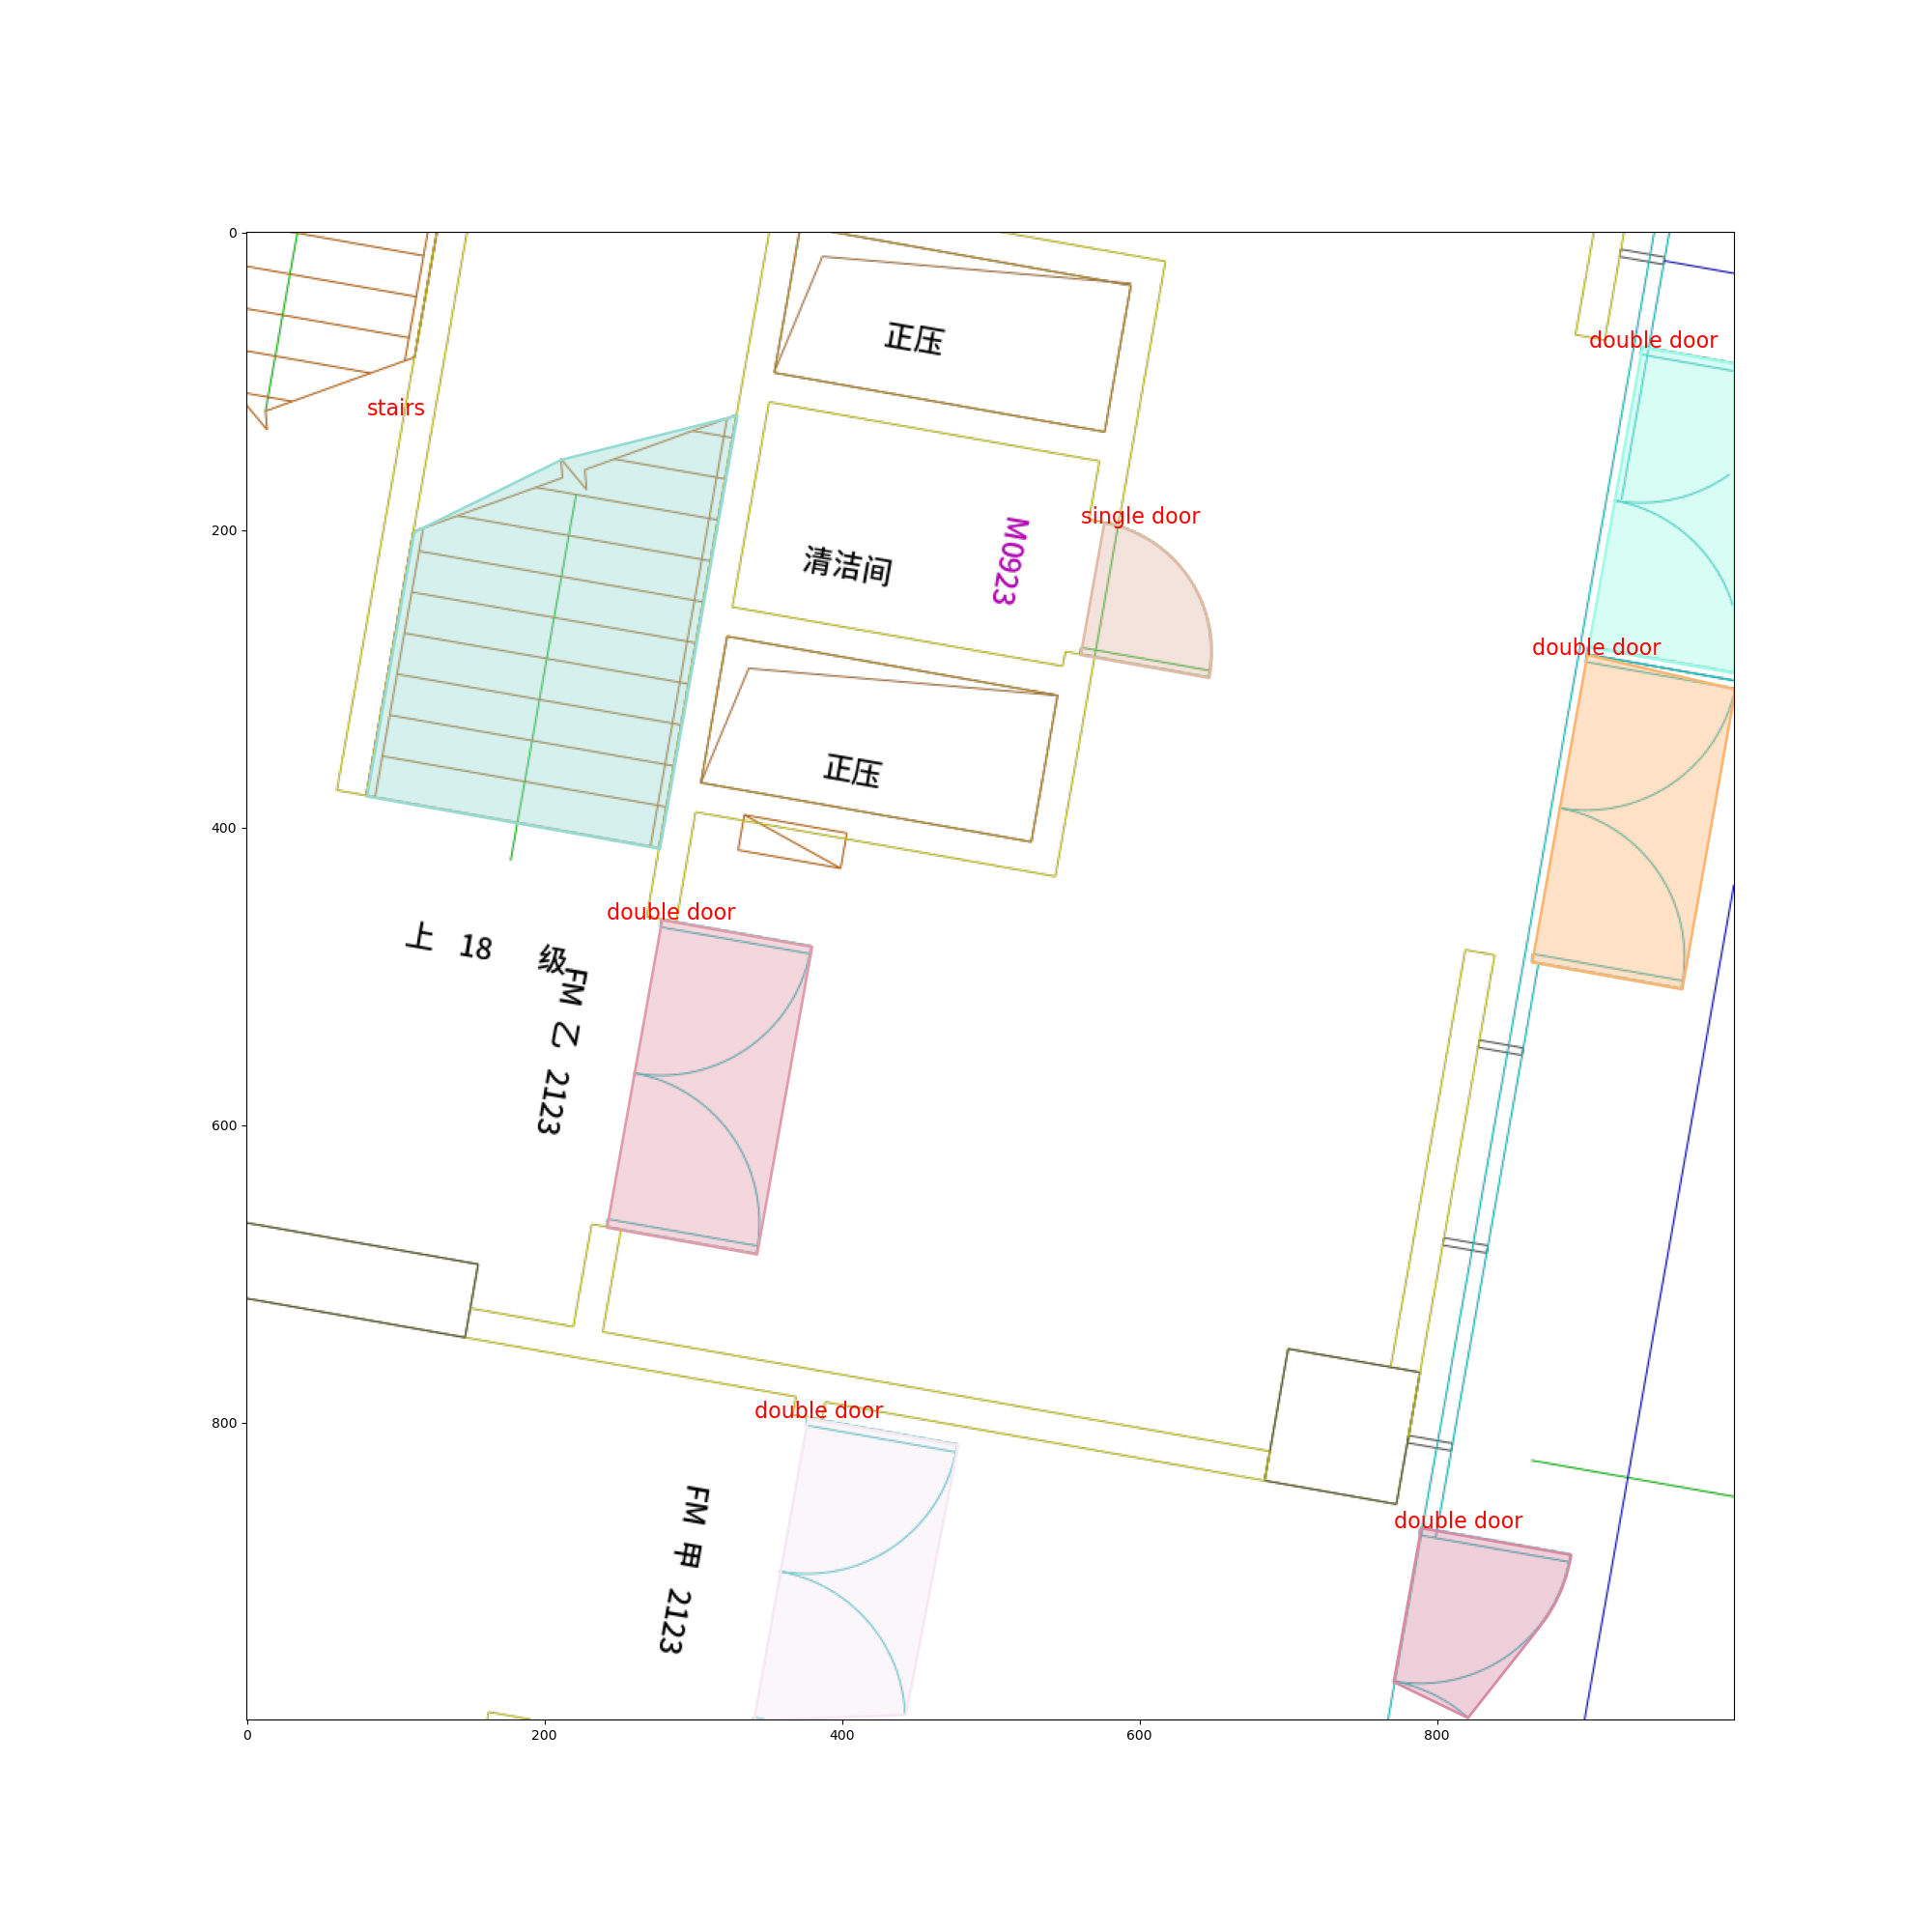 0
200
400
600
800
0
200
400
600
800
正压
double door
stairs
single door
M0923
清洁间
double door
正压
double door
上 18 级
FM 乙 2123
double door
FM 甲 2123
double door